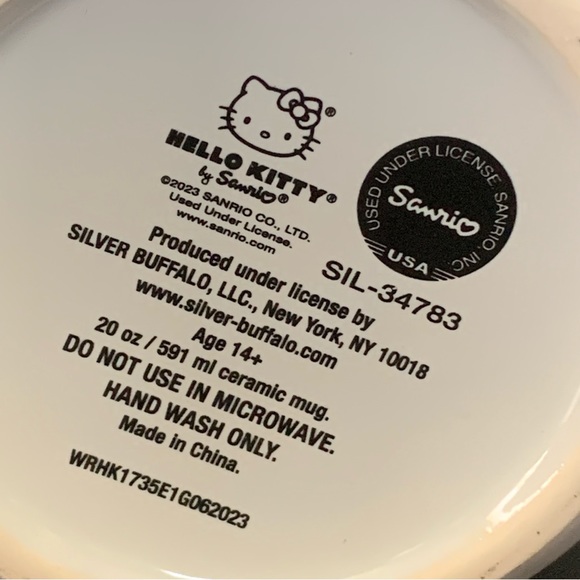 HELLO KITTY®
by Sanrio®
©2023 SANRIO CO., LTD.
Used Under License.
www.sanrio.com
USED UNDER LICENSE, SANRIO, INC.
Sanrio
USA
SIL-34783
Produced under license by
SILVER BUFFALO, LLC., New York, NY 10018
www.silver-buffalo.com
Age 14+
20 oz / 591 ml ceramic mug.
DO NOT USE IN MICROWAVE.
HAND WASH ONLY.
Made in China.
WRHK1735E1G062023